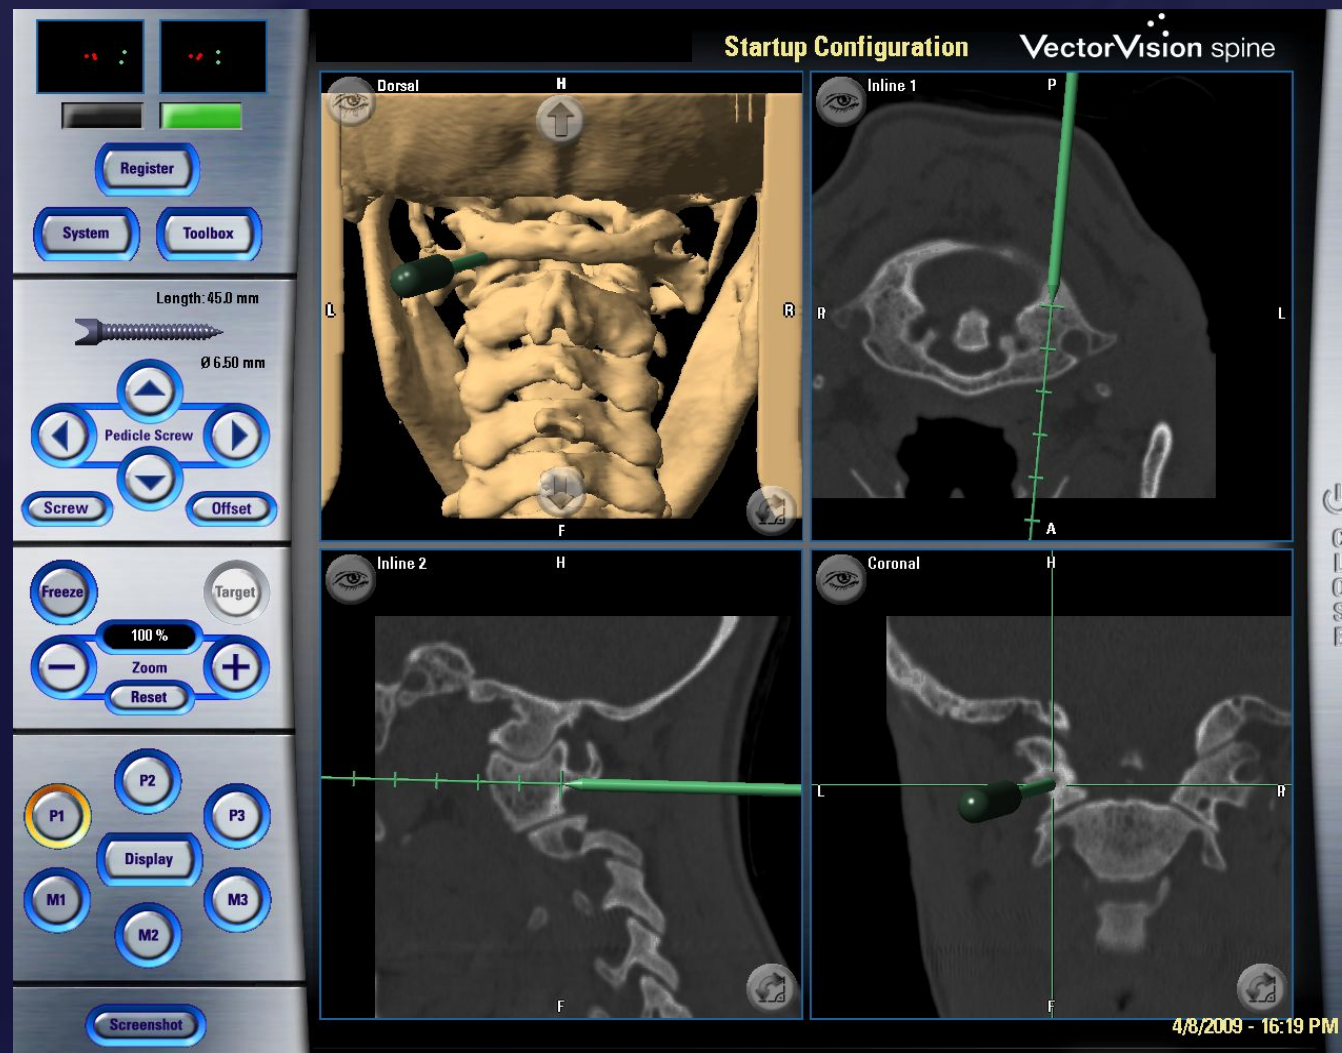 Startup Configuration
VectorVision spine
Register
System
Toolbox
Length: 45.0 mm
Ø 6.50 mm
Pedicle Screw
Screw
Offset
Freeze
Target
100 %
Zoom
Reset
P2
P1
P3
Display
M1
M3
M2
Screenshot
Dorsal
H
L
R
F
Inline 1
P
R
L
A
Inline 2
H
F
Coronal
H
L
R
F
CLOSE
4/8/2009 - 16:19 PM